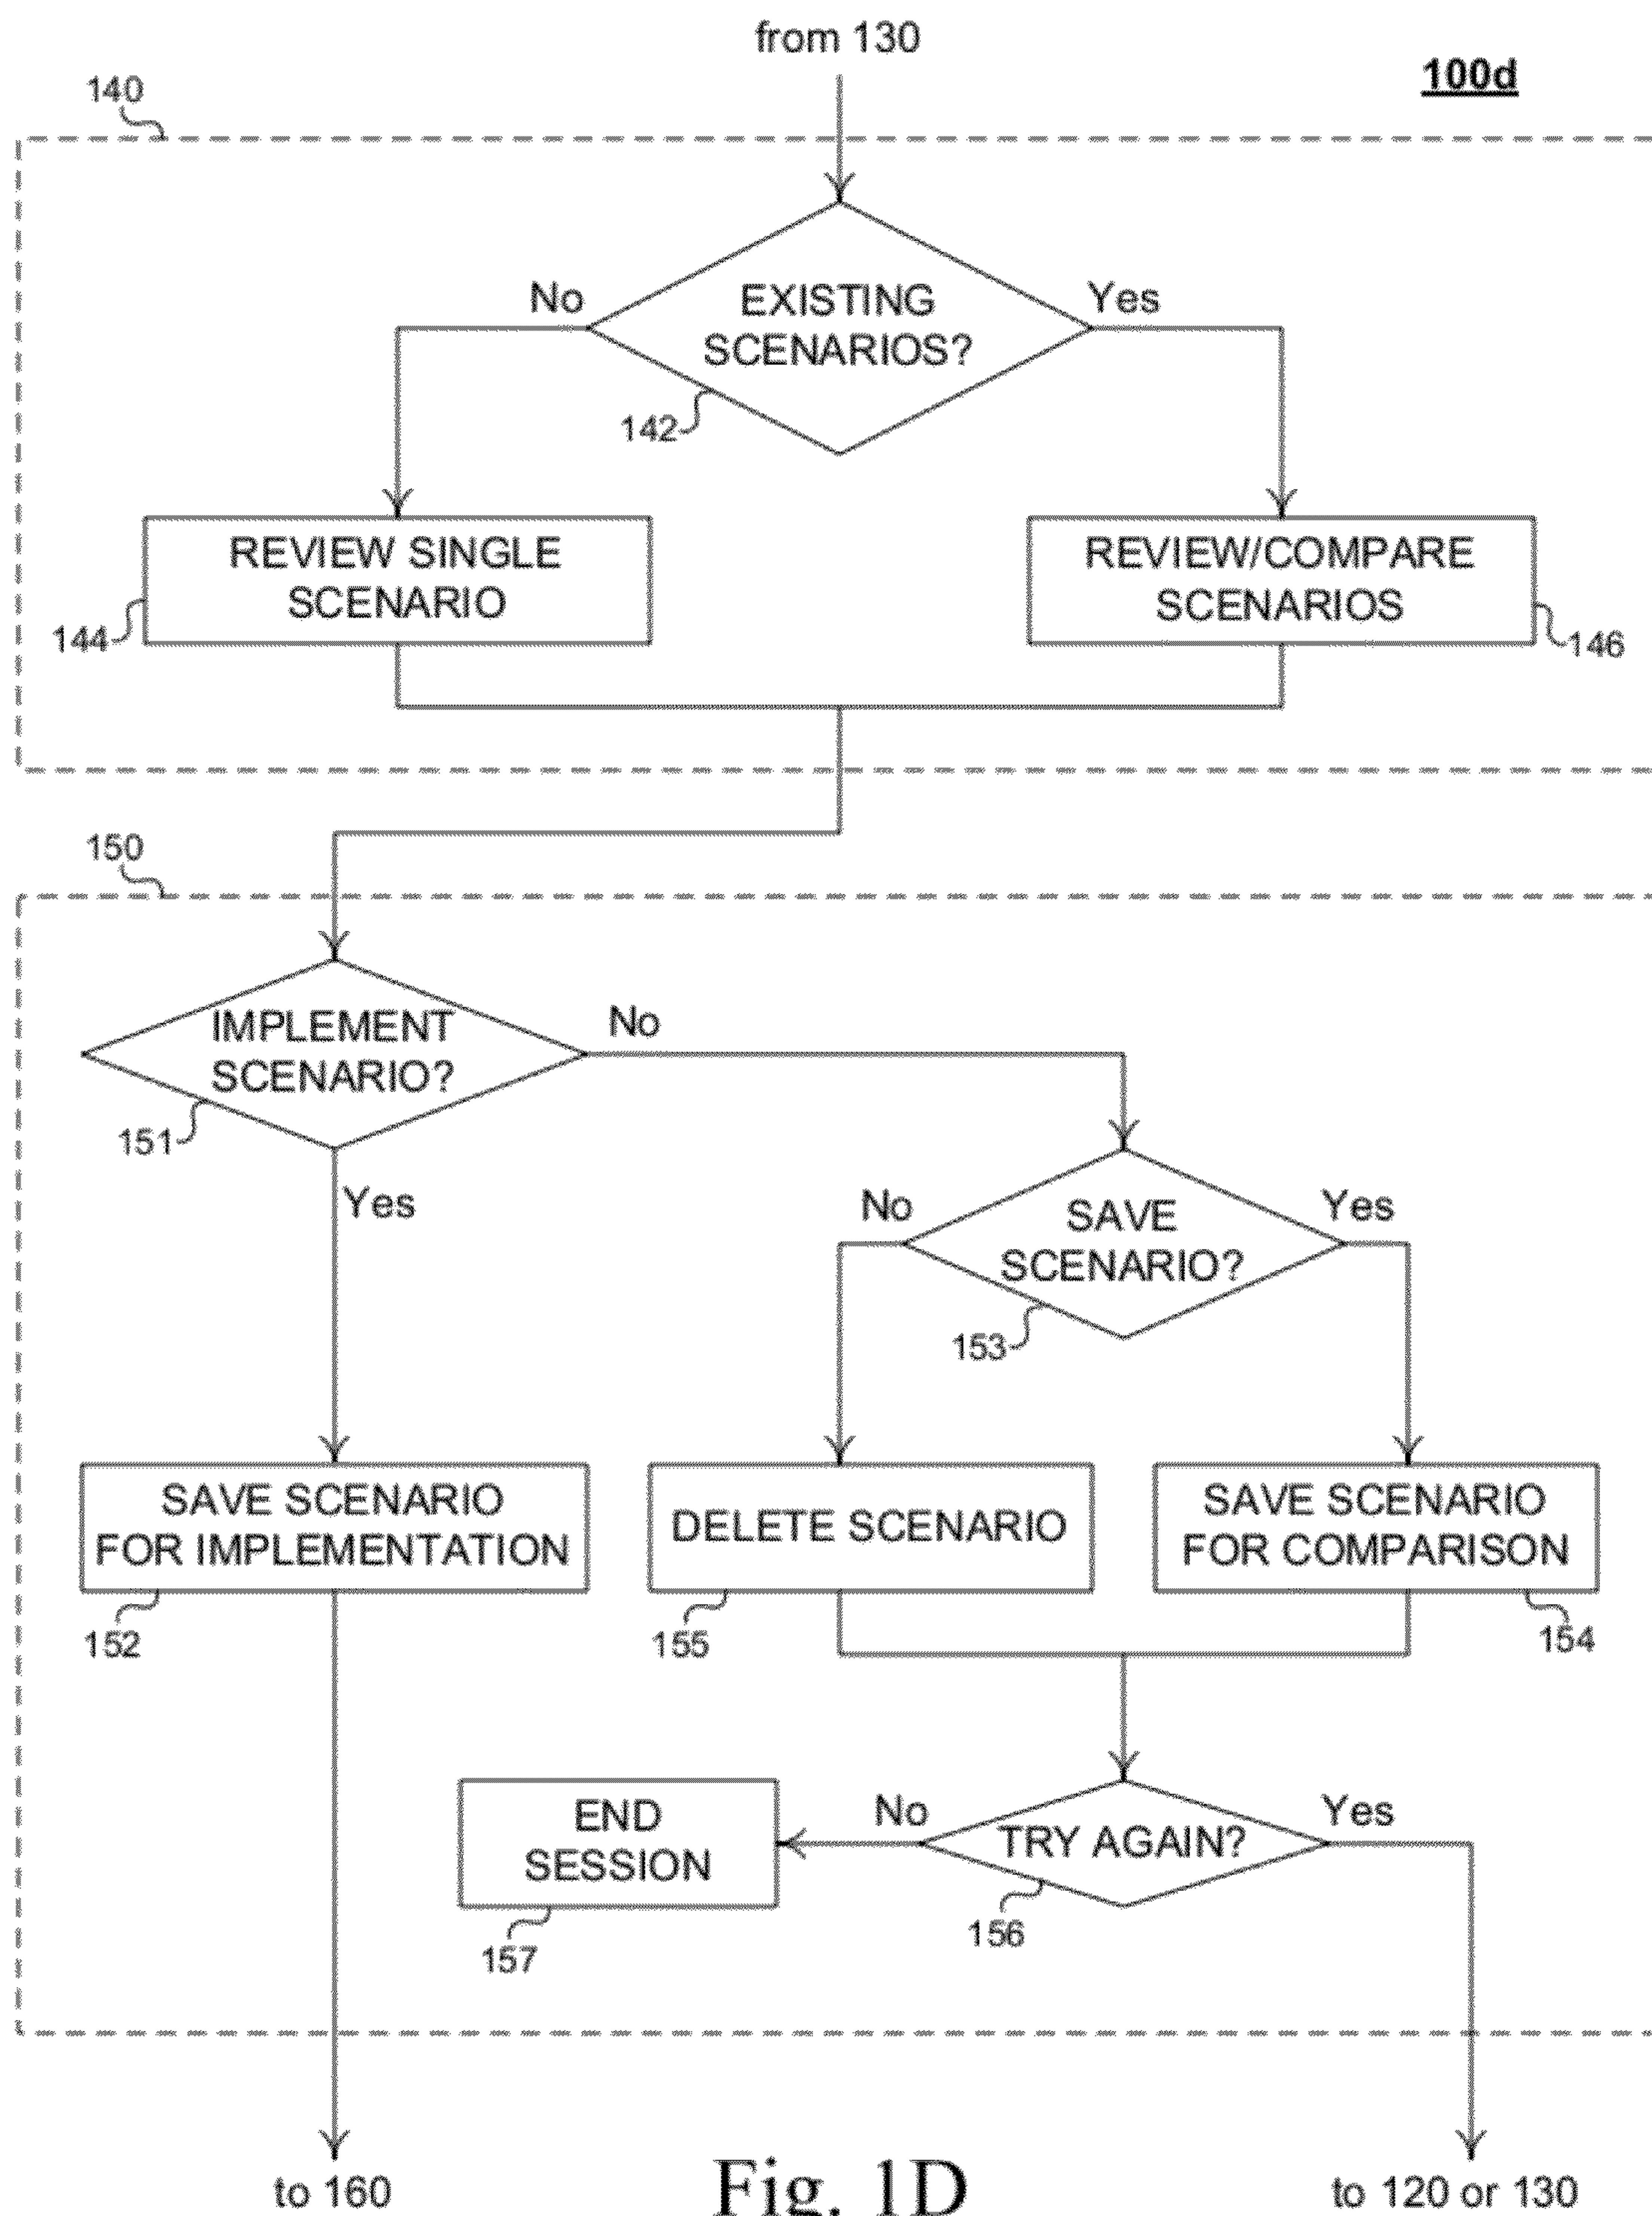 from 130
100d
140
No
EXISTING
SCENARIOS?
Yes
142
REVIEW SINGLE
SCENARIO
144
REVIEW/COMPARE
SCENARIOS
146
150
IMPLEMENT
SCENARIO?
No
151
Yes
No
SAVE
SCENARIO?
Yes
153
SAVE SCENARIO
FOR IMPLEMENTATION
152
DELETE SCENARIO
155
SAVE SCENARIO
FOR COMPARISON
154
END
SESSION
157
No
TRY AGAIN?
Yes
156
to 160
Fig. 1D
to 120 or 130